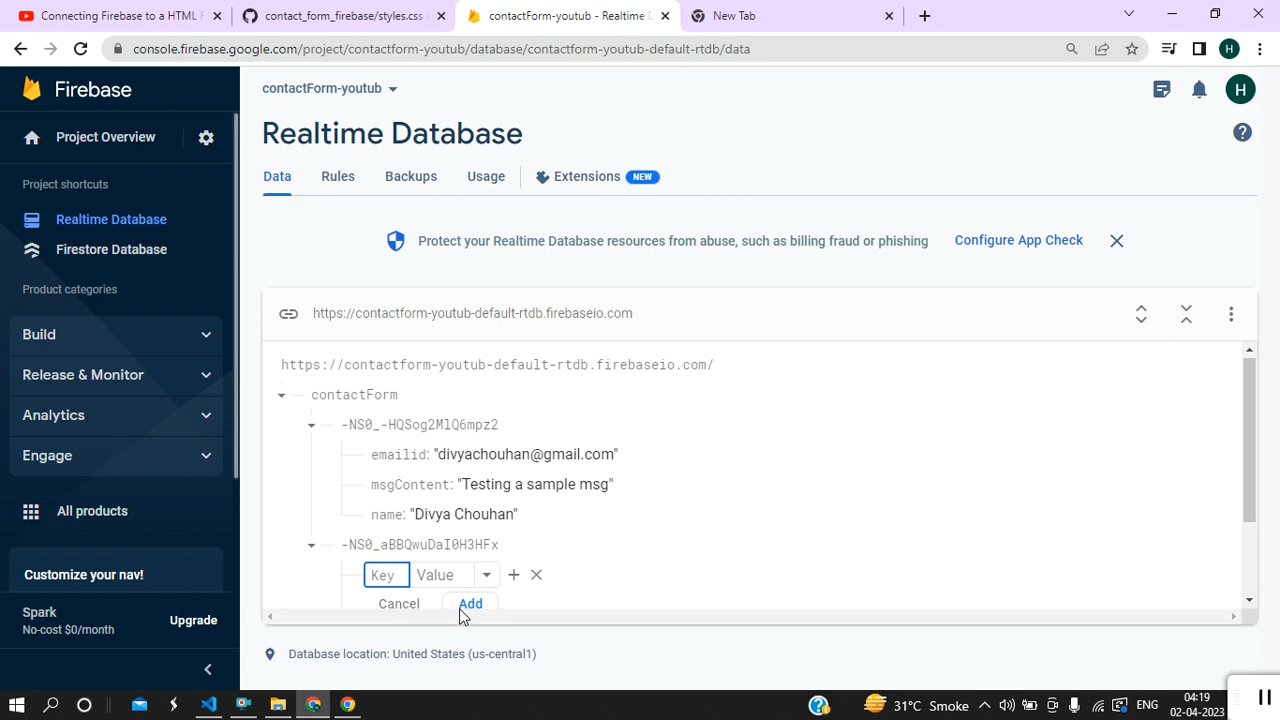 Connecting Firebase to a HTML F
contact_form_firebase/styles.css a
contactForm-youtub - Realtime D
New Tab
console.firebase.google.com/project/contactform-youtub/database/contactform-youtub-default-rtdb/data
H
Firebase
contactForm-youtub
H
Project Overview
Realtime Database
Data
Rules
Backups
Usage
Extensions
NEW
Project shortcuts
Realtime Database
Firestore Database
Product categories
Build
Release & Monitor
Analytics
Engage
All products
Customize your nav!
Spark
No-cost $0/month
Upgrade
Protect your Realtime Database resources from abuse, such as billing fraud or phishing
Configure App Check
https://contactform-youtub-default-rtdb.firebaseio.com
https://contactform-youtub-default-rtdb.firebaseio.com/
contactForm
-NS0_-HQSog2MlQ6mpz2
emailid: "divyachouhan@gmail.com"
msgContent: "Testing a sample msg"
name: "Divya Chouhan"
-NS0_aBBQwuDaI0H3HFx
Key
Value
Cancel
Add
Database location: United States (us-central1)
31°C Smoke
ENG
04:19
02-04-2023